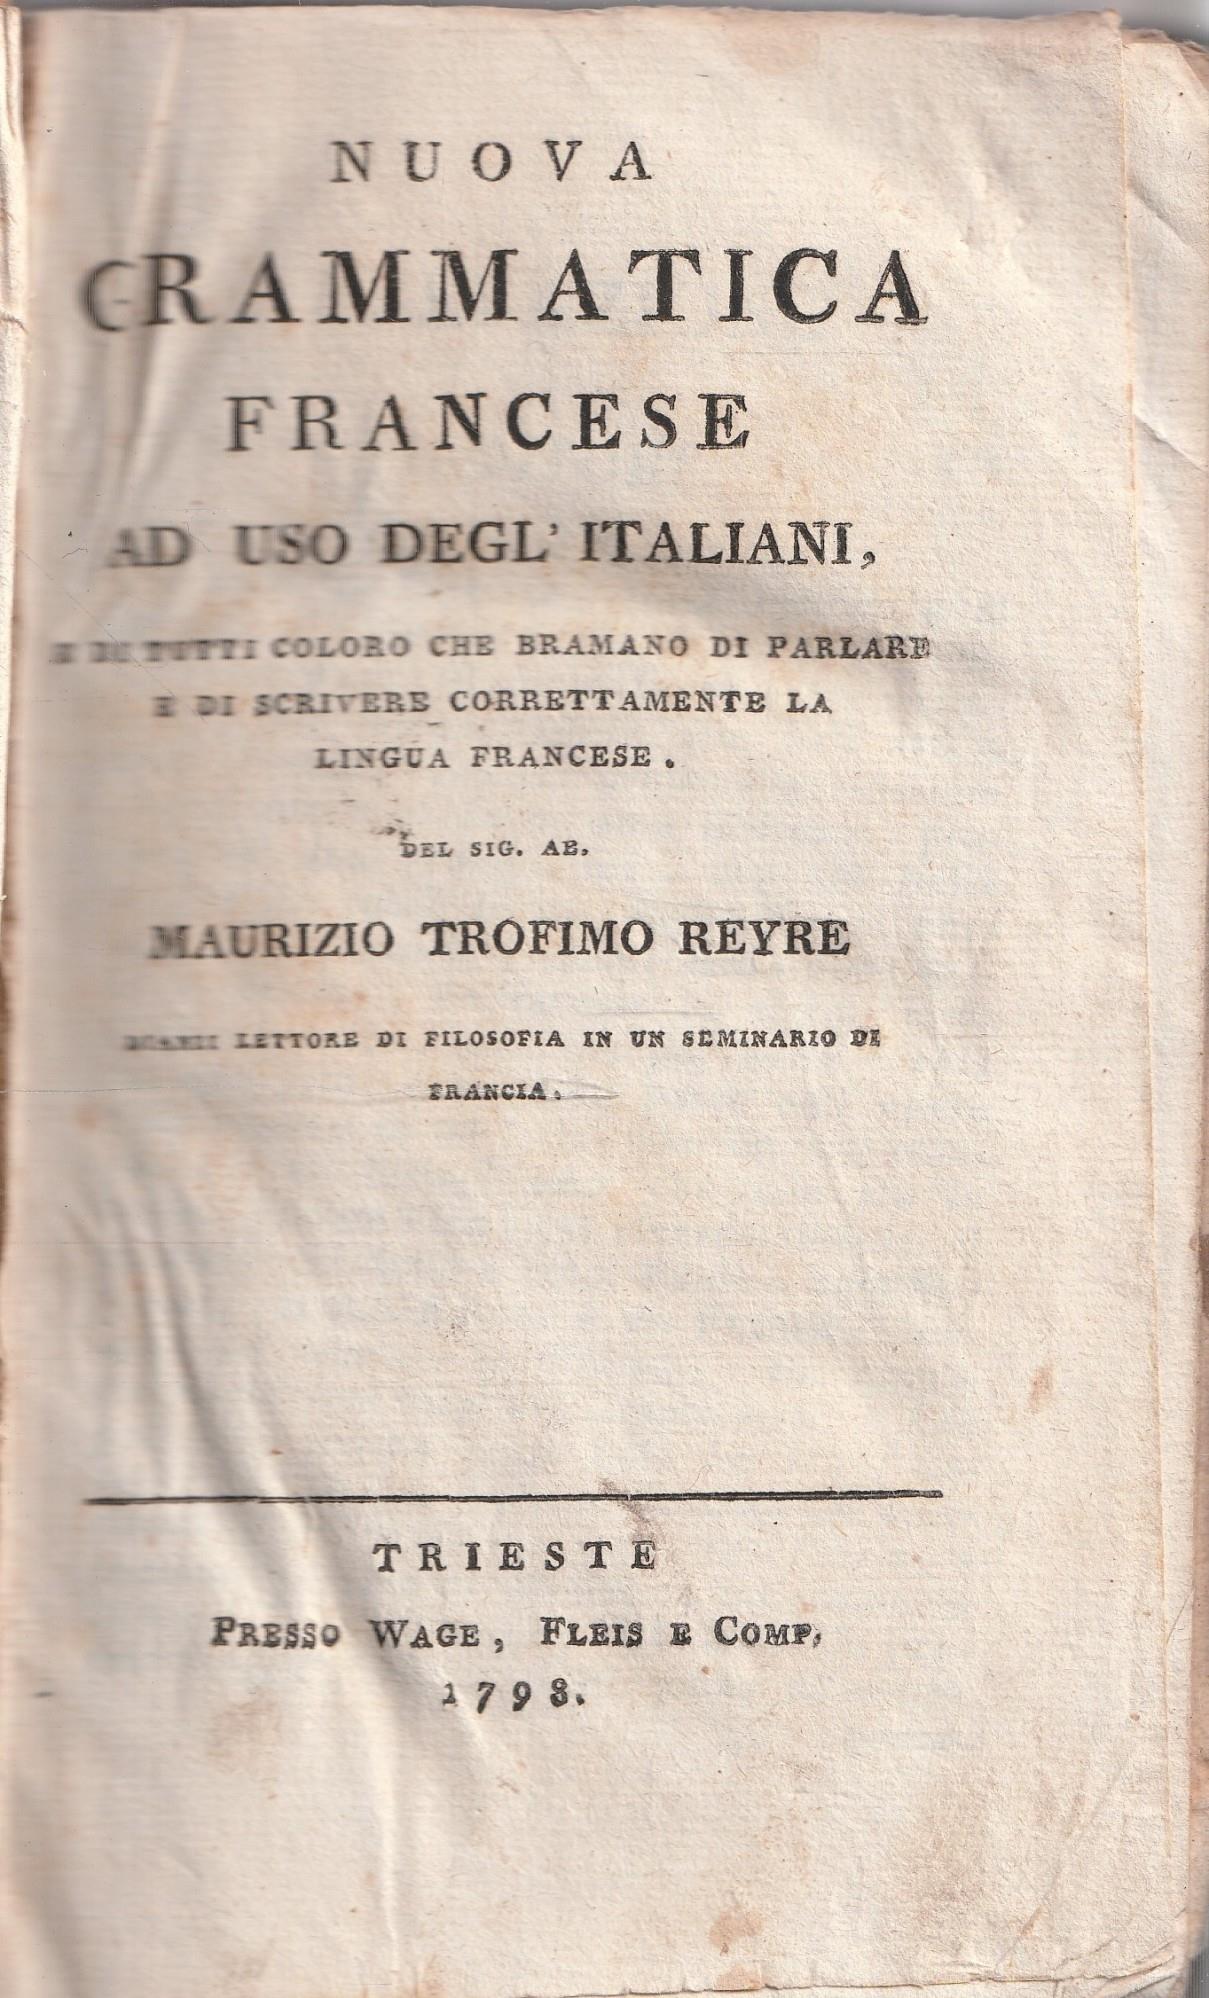 NUOVA
GRAMMATICA
FRANCESE
AD USO DEGL' ITALIANI,
E DI TUTTI COLORO CHE BRAMANO DI PARLARE
E DI SCRIVERE CORRETTAMENTE LA
LINGUA FRANCESE.
DEL SIG. AB.
MAURIZIO TROFIMO REYRE
LETTORE DI FILOSOFIA IN UN SEMINARIO DI
FRANCIA.
TRIESTE
PRESSO WAGE, FLEIS E COMP.
1798.